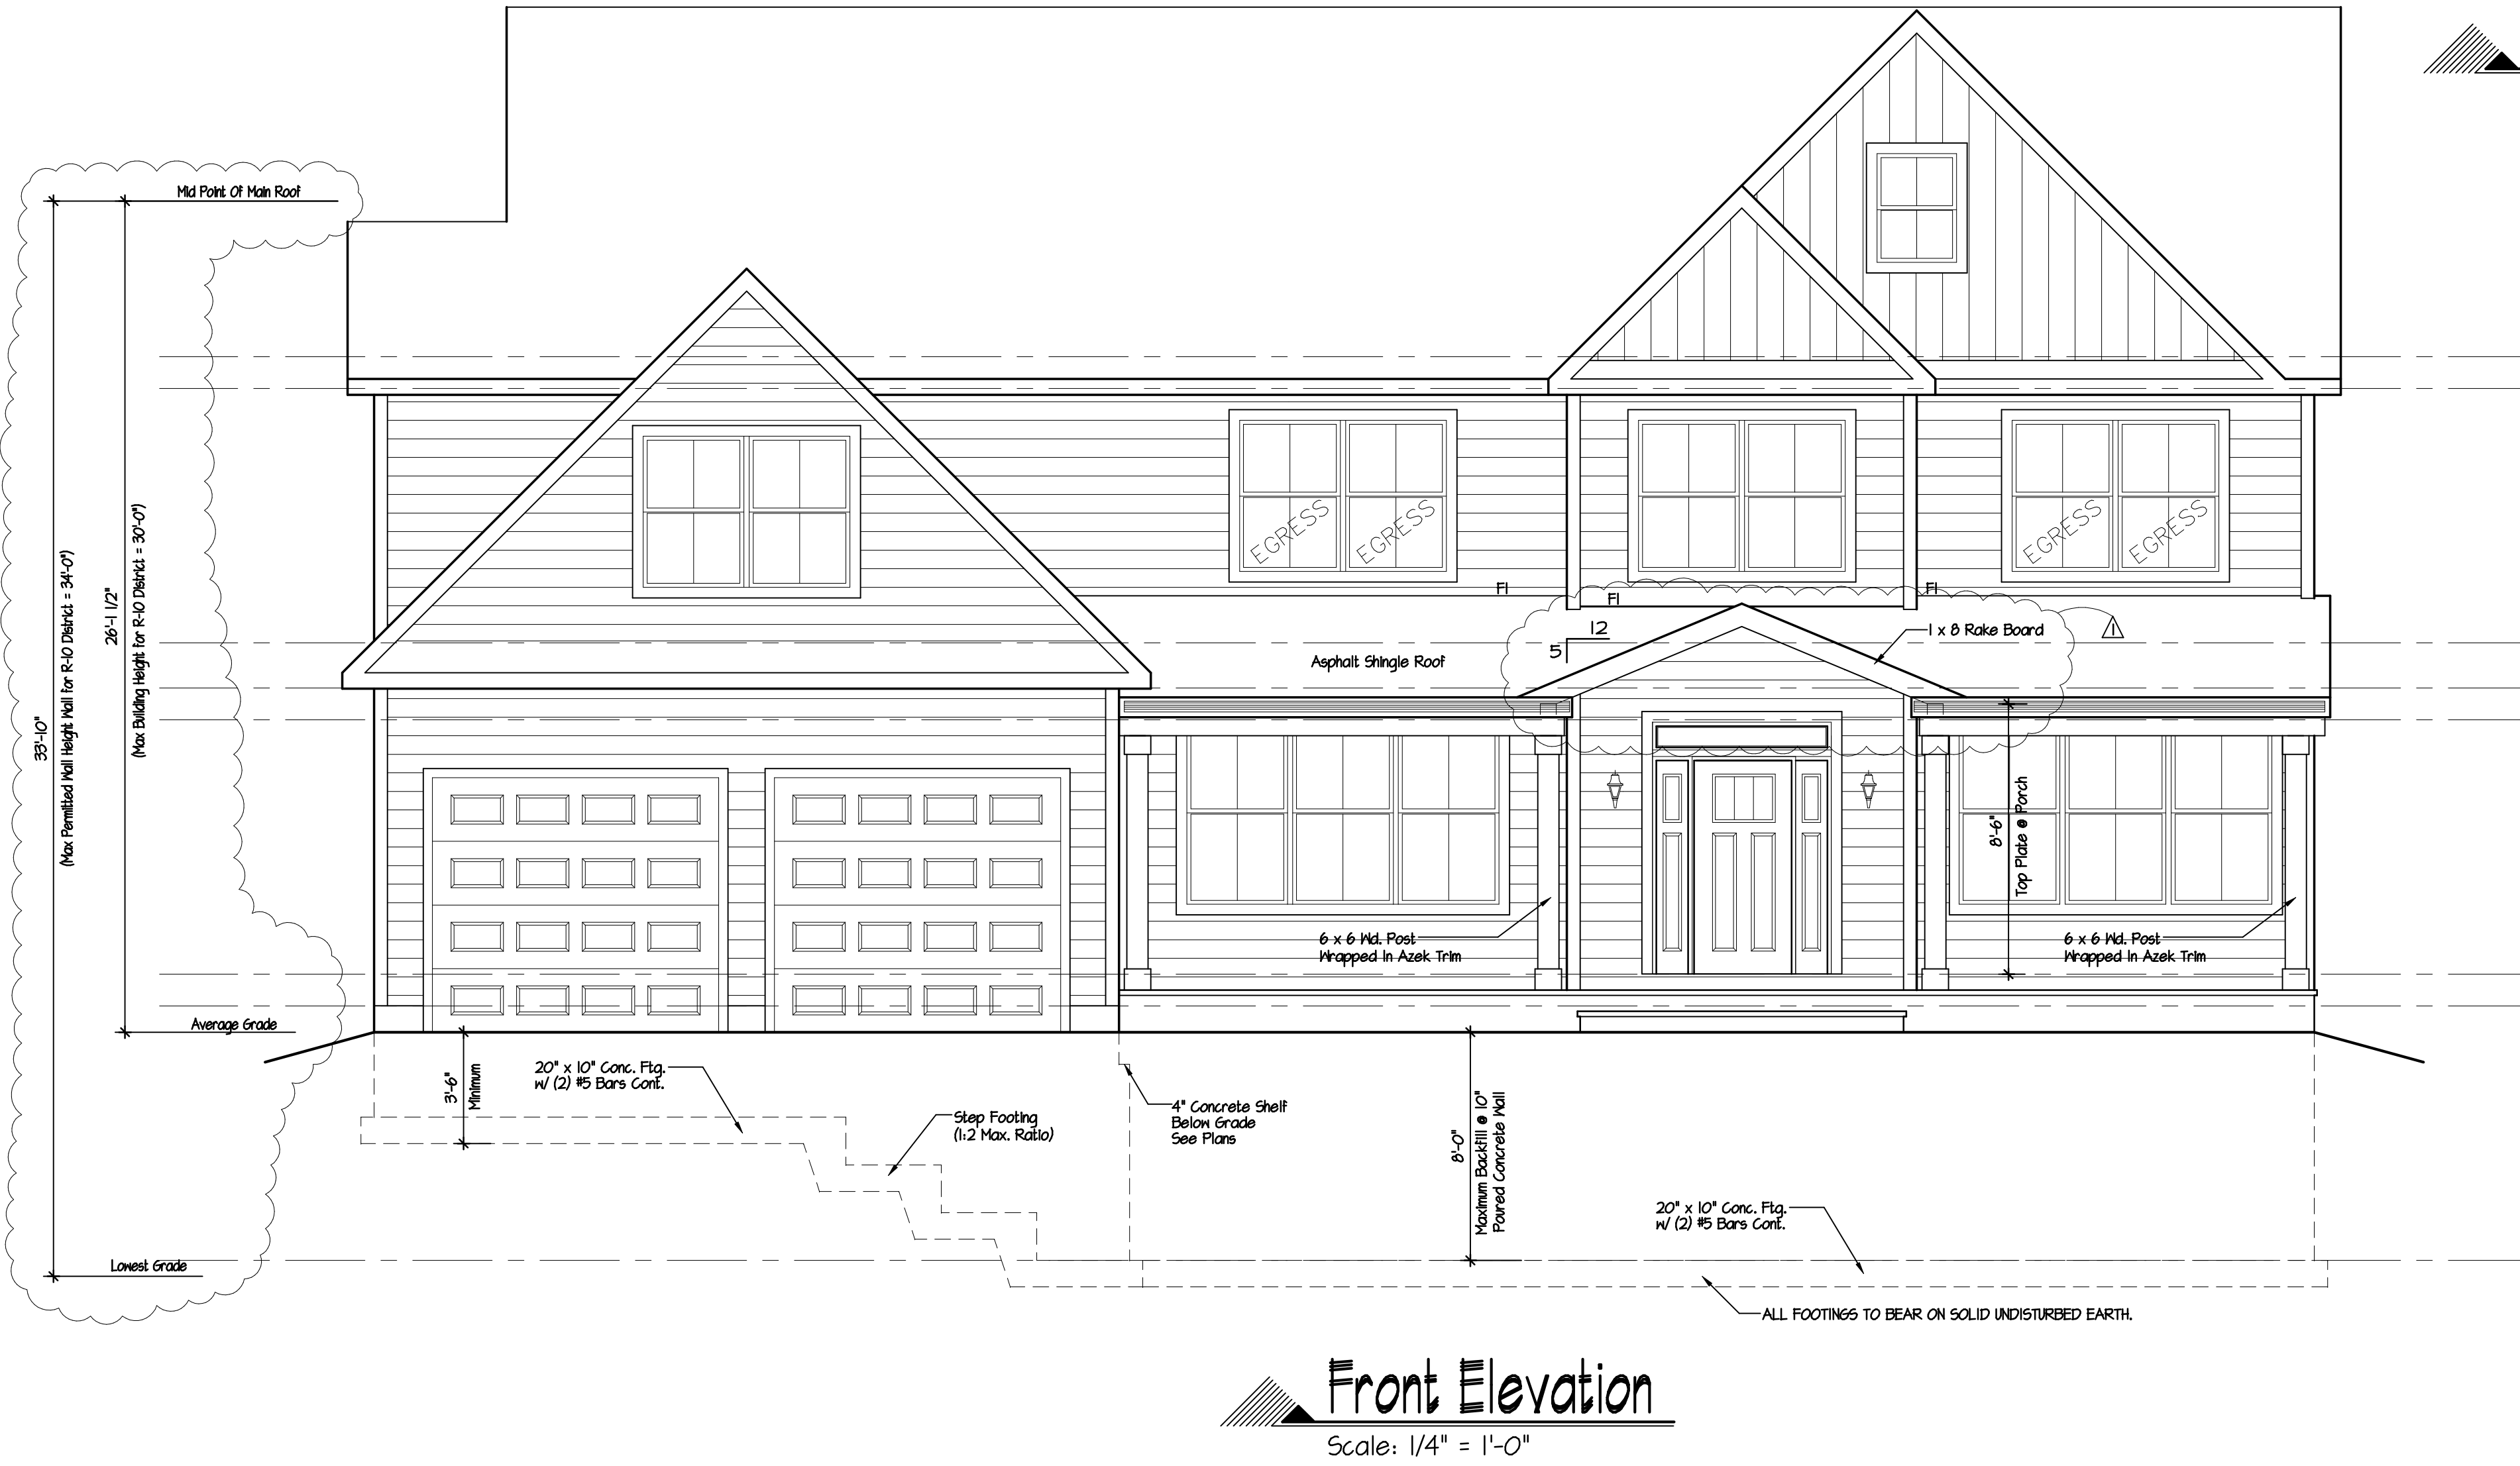 Mid Point Of Main Roof
33'-10"
(Max Permitted Wall Height Wall for R-10 District = 34'-0")
26'-1 1/2"
(Max Building Height for R-10 District = 30'-0")
EGRESS
EGRESS
EGRESS
EGRESS
F1
F1
F1
12
5
1 x 8 Rake Board
1
Asphalt Shingle Roof
8'-6"
Top Plate @ Porch
6 x 6 Wd. Post
Wrapped In Azek Trim
6 x 6 Wd. Post
Wrapped In Azek Trim
Average Grade
3'-6"
Minimum
20" x 10" Conc. Ftg.
w/ (2) #5 Bars Cont.
Step Footing
(1:2 Max. Ratio)
4" Concrete Shelf
Below Grade
See Plans
8'-0"
Maximum Backfill @ 10"
Poured Concrete Wall
20" x 10" Conc. Ftg.
w/ (2) #5 Bars Cont.
Lowest Grade
ALL FOOTINGS TO BEAR ON SOLID UNDISTURBED EARTH.
Front Elevation
Scale: 1/4" = 1'-0"